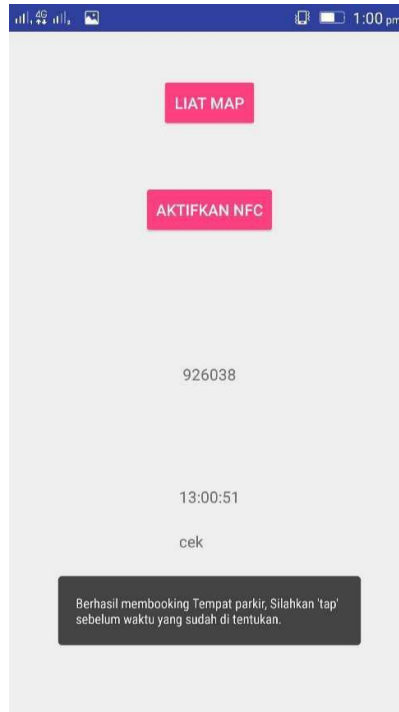 4G
1:00 pm
LIAT MAP
AKTIFKAN NFC
926038
13:00:51
cek
Berhasil membooking Tempat parkir, Silahkan 'tap'
sebelum waktu yang sudah di tentukan.